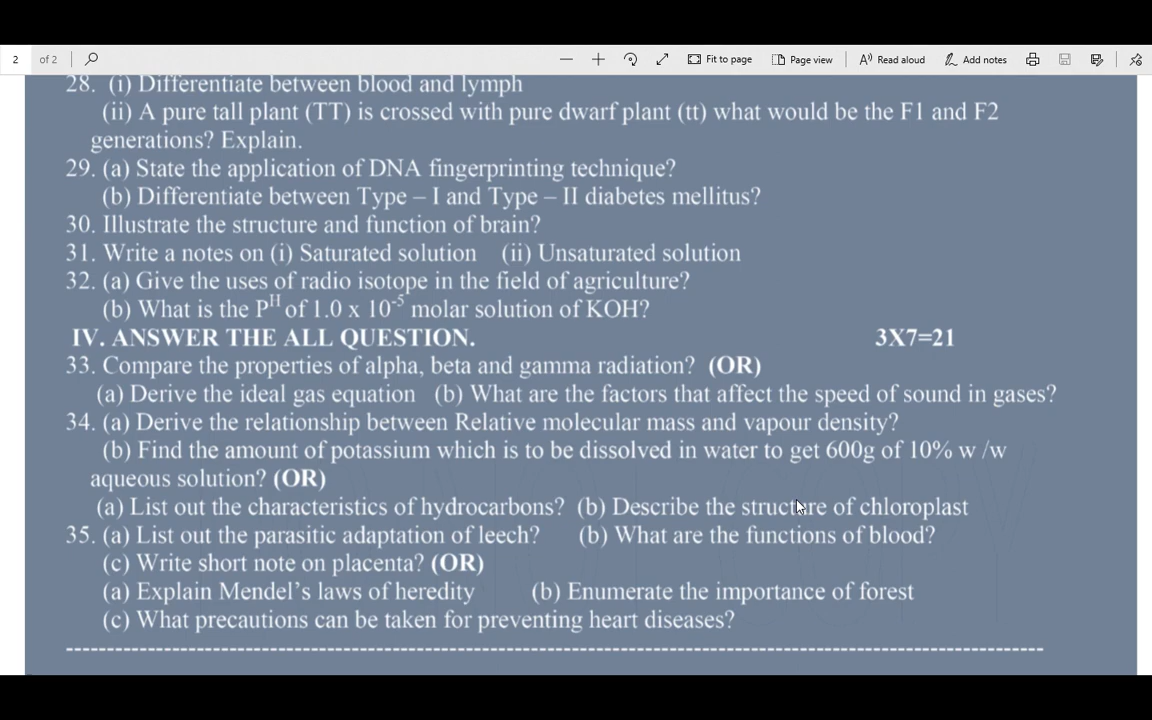 2 of 2 Fit to page Page view Read aloud Add notes
28. (i) Differentiate between blood and lymph
(ii) A pure tall plant (TT) is crossed with pure dwarf plant (tt) what would be the F1 and F2
generations? Explain.
29. (a) State the application of DNA fingerprinting technique?
(b) Differentiate between Type – I and Type – II diabetes mellitus?
30. Illustrate the structure and function of brain?
31. Write a notes on (i) Saturated solution (ii) Unsaturated solution
32. (a) Give the uses of radio isotope in the field of agriculture?
(b) What is the P^H of 1.0 x 10^-5 molar solution of KOH?
IV. ANSWER THE ALL QUESTION. 3X7=21
33. Compare the properties of alpha, beta and gamma radiation? (OR)
(a) Derive the ideal gas equation (b) What are the factors that affect the speed of sound in gases?
34. (a) Derive the relationship between Relative molecular mass and vapour density?
(b) Find the amount of potassium which is to be dissolved in water to get 600g of 10% w /w
aqueous solution? (OR)
(a) List out the characteristics of hydrocarbons? (b) Describe the structure of chloroplast
35. (a) List out the parasitic adaptation of leech? (b) What are the functions of blood?
(c) Write short note on placenta? (OR)
(a) Explain Mendel's laws of heredity (b) Enumerate the importance of forest
(c) What precautions can be taken for preventing heart diseases?